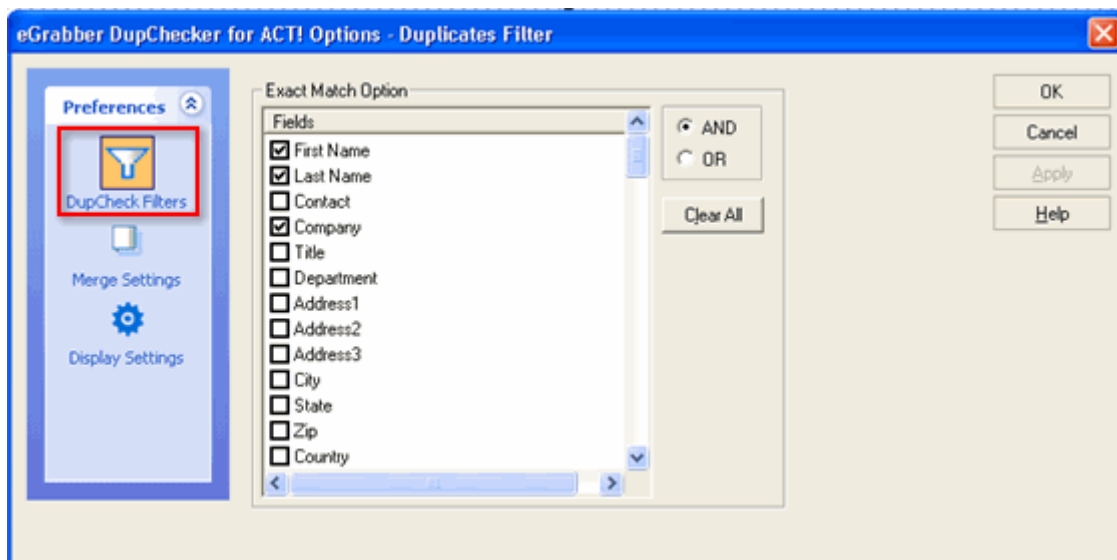 eGrabber DupChecker for ACT! Options - Duplicates Filter
Preferences
DupCheck Filters
Merge Settings
Display Settings
Exact Match Option
Fields
First Name
Last Name
Contact
Company
Title
Department
Address1
Address2
Address3
City
State
Zip
Country
AND
OR
Clear All
OK
Cancel
Apply
Help